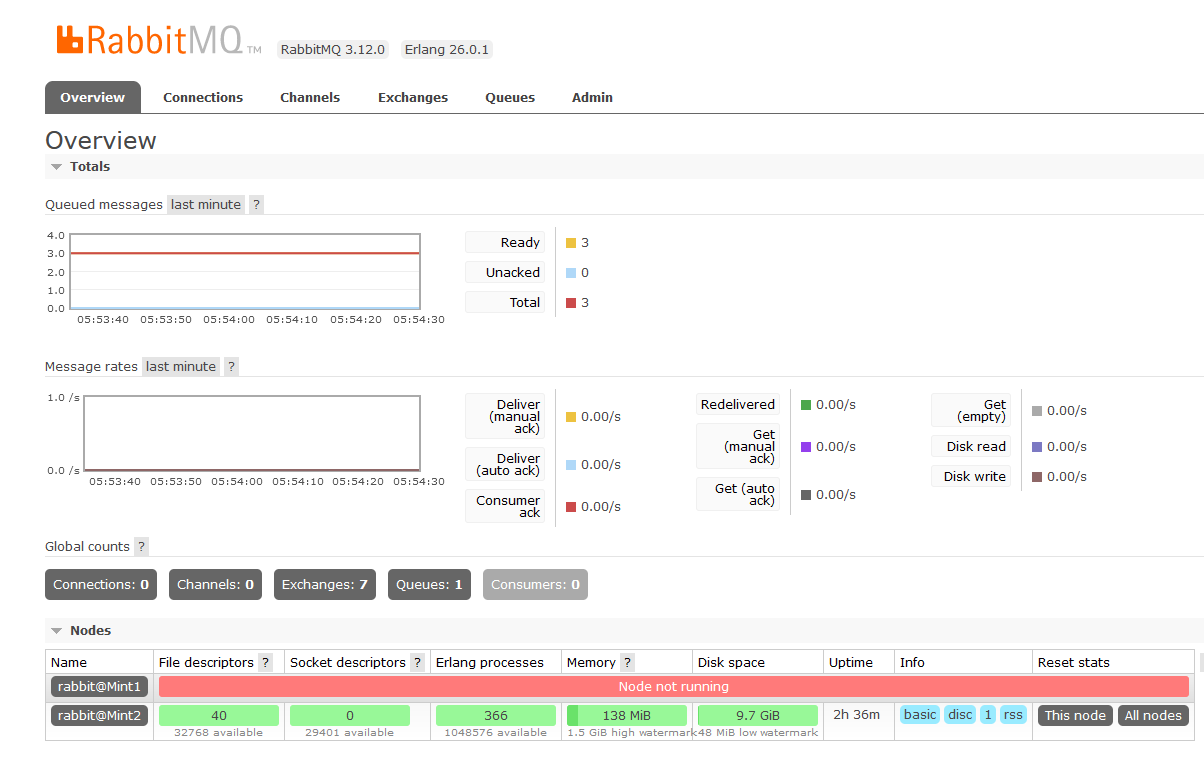 RabbitMQ TM RabbitMQ 3.12.0 Erlang 26.0.1
Overview Connections Channels Exchanges Queues Admin
Overview
Totals
Queued messages last minute ?
4.0
3.0
2.0
1.0
0.0
05:53:40 05:53:50 05:54:00 05:54:10 05:54:20 05:54:30
Ready 3
Unacked 0
Total 3
Message rates last minute ?
1.0 /s
0.0 /s
05:53:40 05:53:50 05:54:00 05:54:10 05:54:20 05:54:30
Deliver
(manual
ack)
0.00/s
Deliver
(auto ack)
0.00/s
Consumer
ack
0.00/s
Redelivered 0.00/s
Get
(manual
ack)
0.00/s
Get (auto
ack)
0.00/s
Get
(empty)
0.00/s
Disk read 0.00/s
Disk write 0.00/s
Global counts ?
Connections: 0 Channels: 0 Exchanges: 7 Queues: 1 Consumers: 0
Nodes
Name File descriptors ? Socket descriptors ? Erlang processes Memory ? Disk space Uptime Info Reset stats
rabbit@Mint1 Node not running
rabbit@Mint2 40 0 366 138 MiB 9.7 GiB 2h 36m basic disc 1 rss This node All nodes
32768 available 29401 available 1048576 available 1.5 GiB high watermark 48 MiB low watermark